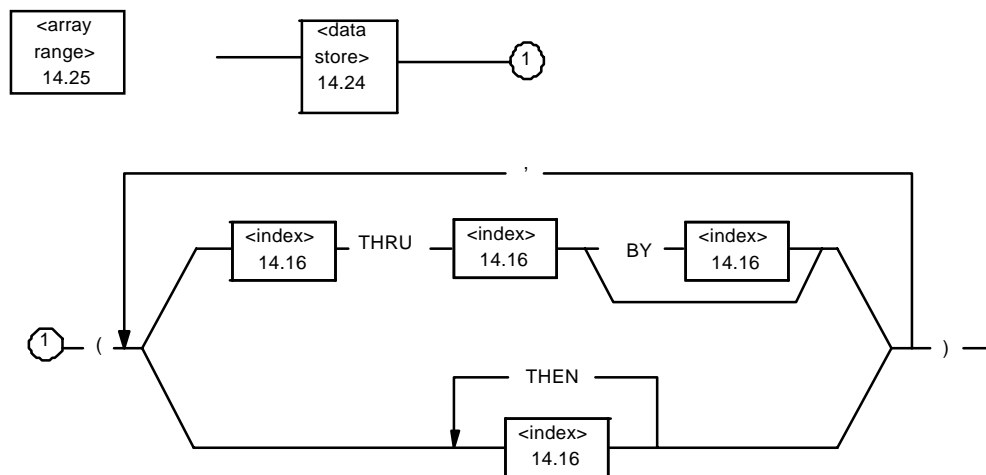 <array
range>
14.25
<data
store>
14.24
1
,
<index>
14.16
THRU
<index>
14.16
BY
<index>
14.16
1
(
)
THEN
<index>
14.16